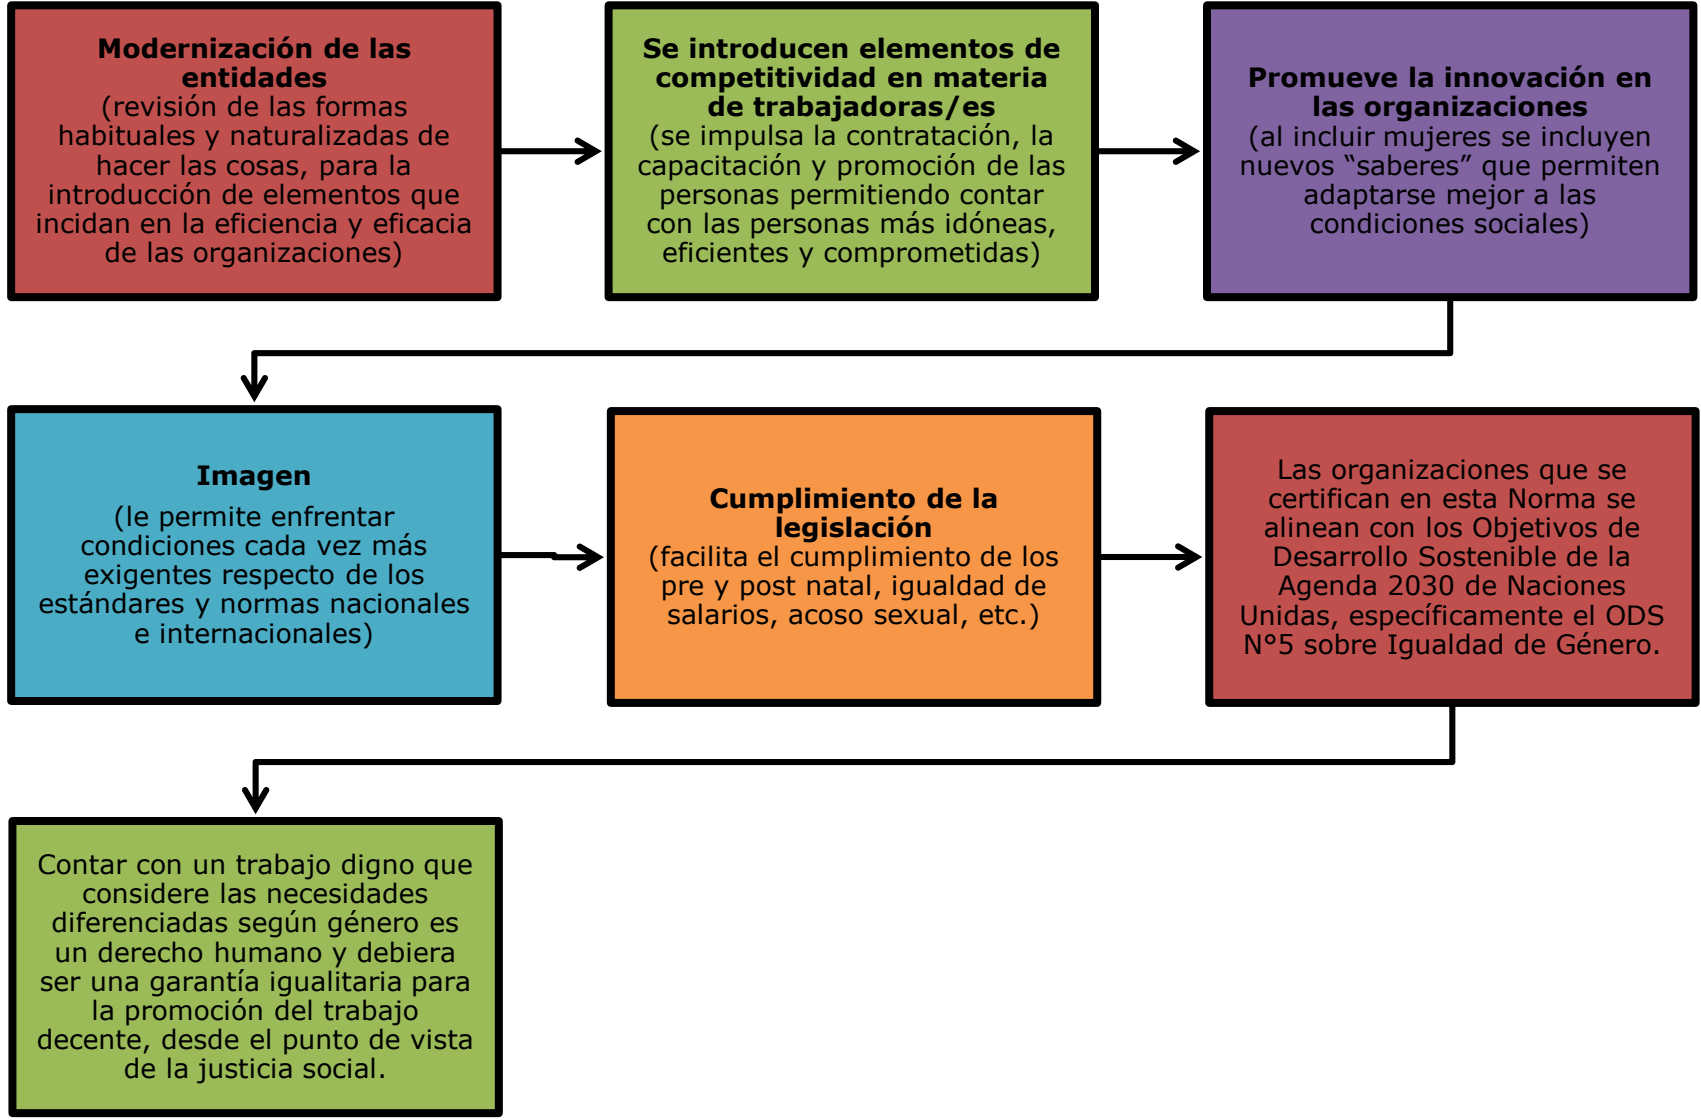 Modernización de las
entidades
(revisión de las formas
habituales y naturalizadas de
hacer las cosas, para la
introducción de elementos que
incidan en la eficiencia y eficacia
de las organizaciones)
Se introducen elementos de
competitividad en materia
de trabajadoras/es
(se impulsa la contratación, la
capacitación y promoción de las
personas permitiendo contar
con las personas más idóneas,
eficientes y comprometidas)
Promueve la innovación en
las organizaciones
(al incluir mujeres se incluyen
nuevos “saberes” que permiten
adaptarse mejor a las
condiciones sociales)
Imagen
(le permite enfrentar
condiciones cada vez más
exigentes respecto de los
estándares y normas nacionales
e internacionales)
Cumplimiento de la
legislación
(facilita el cumplimiento de los
pre y post natal, igualdad de
salarios, acoso sexual, etc.)
Las organizaciones que se
certifican en esta Norma se
alinean con los Objetivos de
Desarrollo Sostenible de la
Agenda 2030 de Naciones
Unidas, específicamente el ODS
N°5 sobre Igualdad de Género.
Contar con un trabajo digno que
considere las necesidades
diferenciadas según género es
un derecho humano y debiera
ser una garantía igualitaria para
la promoción del trabajo
decente, desde el punto de vista
de la justicia social.